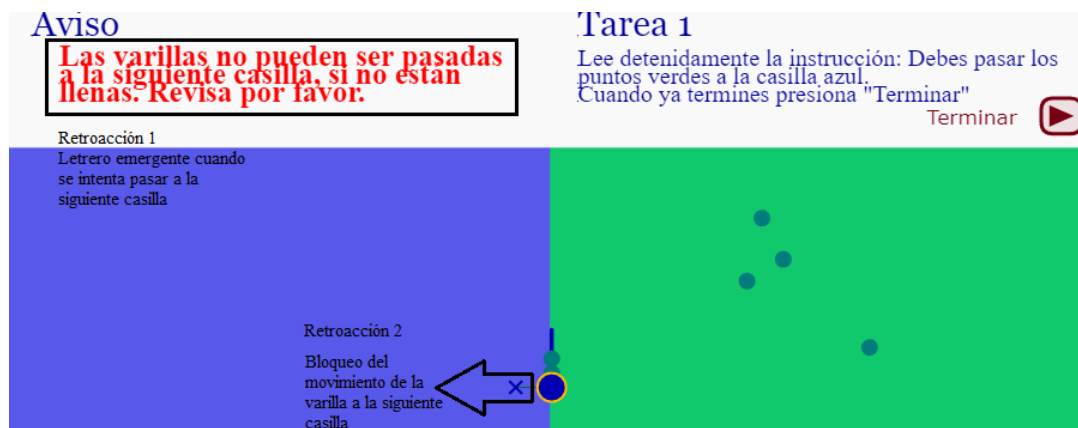 Aviso
Las varillas no pueden ser pasadas
a la siguiente casilla, si no están
llenas. Revisa por favor.
Retroacción 1
Letrero emergente cuando
se intenta pasar a la
siguiente casilla
Tarea 1
Lee detenidamente la instrucción: Debes pasar los
puntos verdes a la casilla azul.
Cuando ya termines presiona "Terminar"
Terminar
Retroacción 2
Bloqueo del
movimiento de la
varilla a la siguiente
casilla